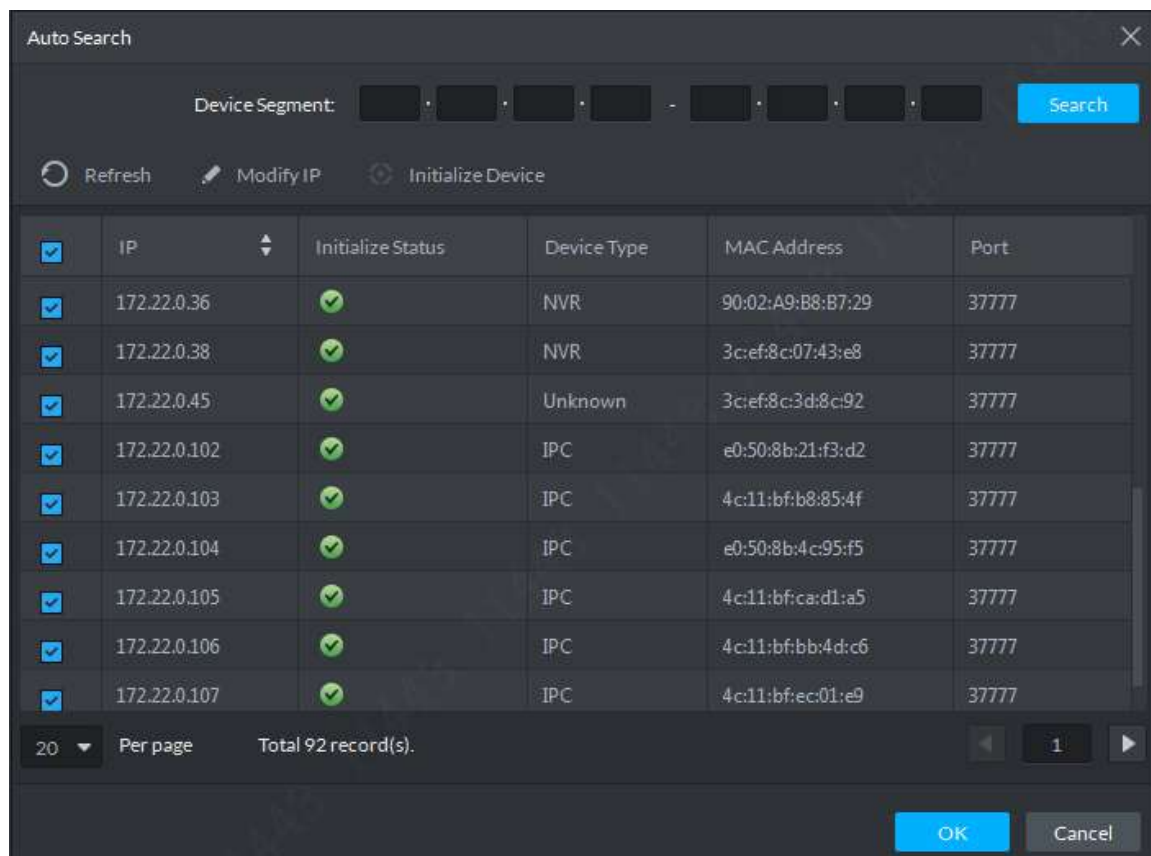 Auto Search
Device Segment: . . . - . . . Search
Refresh Modify IP Initialize Device
IP Initialize Status Device Type MAC Address Port
172.22.0.36 NVR 90:02:A9:B8:B7:29 37777
172.22.0.38 NVR 3c:ef:8c:07:43:e8 37777
172.22.0.45 Unknown 3c:ef:8c:3d:8c:92 37777
172.22.0.102 IPC e0:50:8b:21:f3:d2 37777
172.22.0.103 IPC 4c:11:bf:b8:85:4f 37777
172.22.0.104 IPC e0:50:8b:4c:95:f5 37777
172.22.0.105 IPC 4c:11:bf:ca:d1:a5 37777
172.22.0.106 IPC 4c:11:bf:bb:4d:c6 37777
172.22.0.107 IPC 4c:11:bf:ec:01:e9 37777
20 Per page Total 92 record(s). 1
OK Cancel